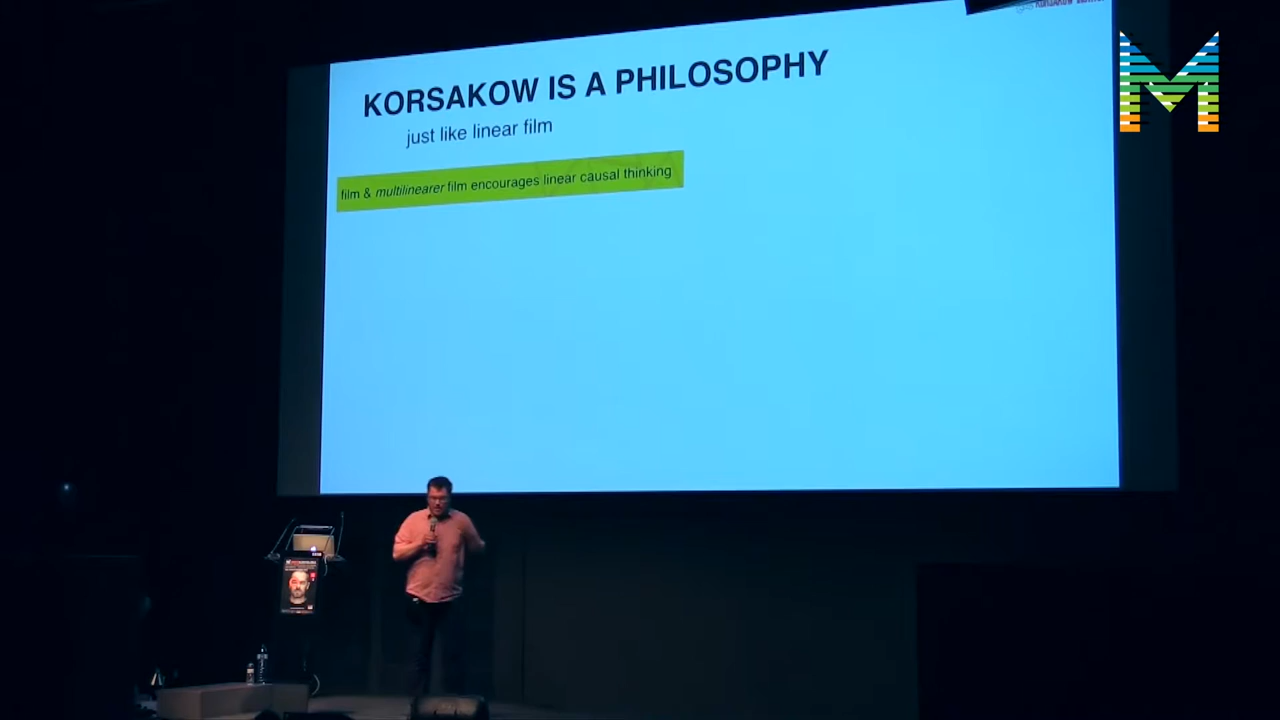 KORSAKOW IS A PHILOSOPHY
just like linear film
film & multilinearer film encourages linear causal thinking
M